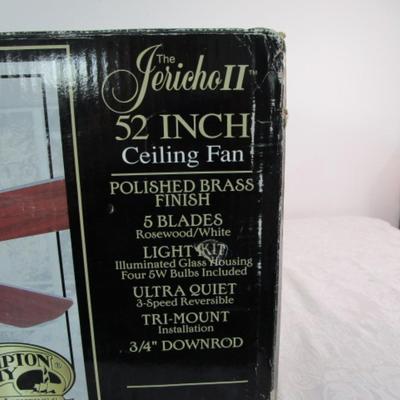 The
Jericho II™
52 INCH
Ceiling Fan
POLISHED BRASS
FINISH
5 BLADES
Rosewood/White
LIGHT KIT
Illuminated Glass Housing
Four 5W Bulbs Included
ULTRA QUIET
3-Speed Reversible
TRI-MOUNT
Installation
3/4" DOWNROD